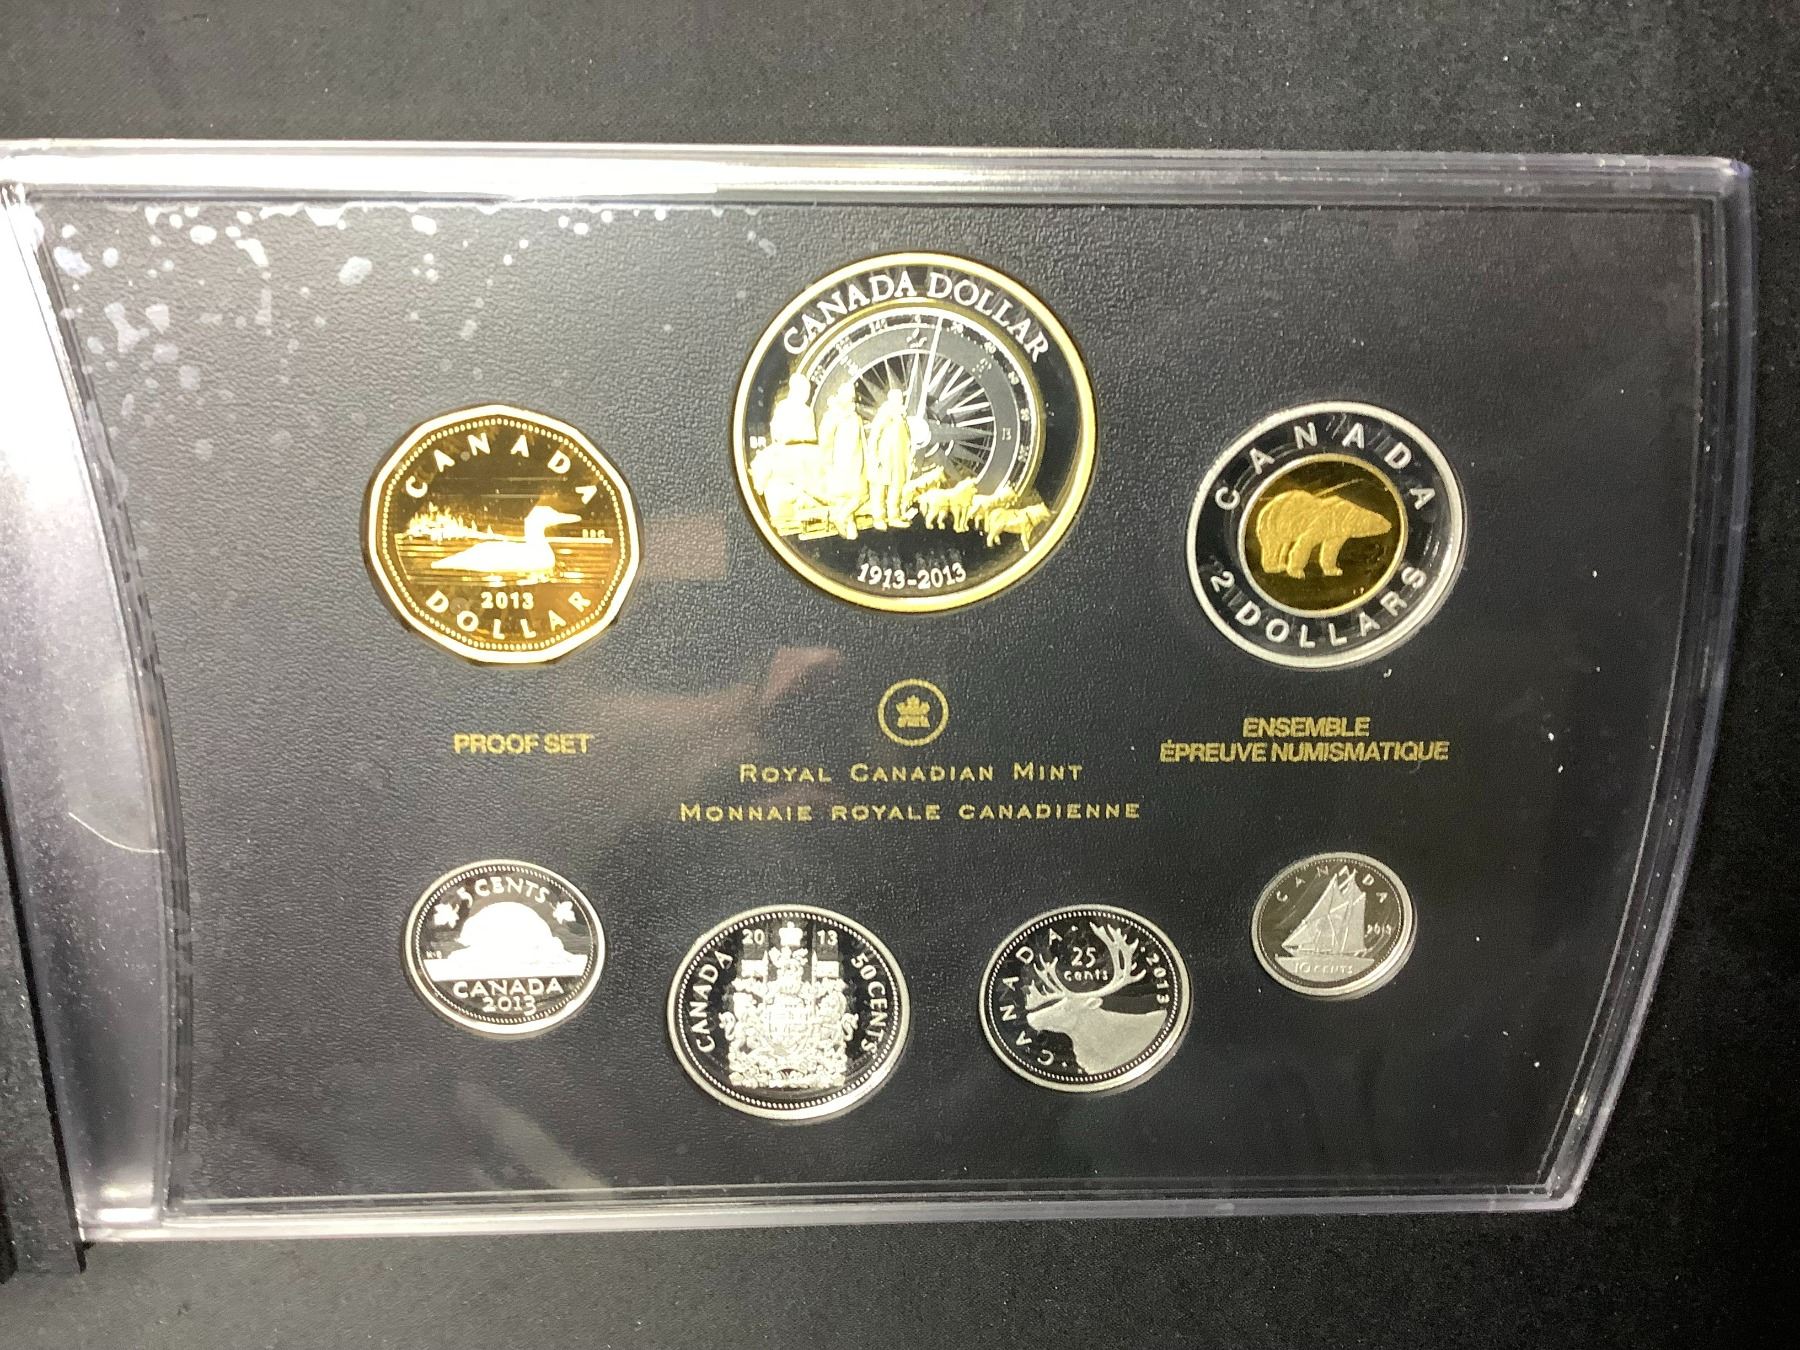 CANADA DOLLAR
1913-2013
CANADA
2013
DOLLAR
CANADA
2 DOLLARS
PROOF SET
ENSEMBLE
ÉPREUVE NUMISMATIQUE
ROYAL CANADIAN MINT
MONNAIE ROYALE CANADIENNE
5 CENTS
CANADA
2013
20 13
CANADA
50 CENTS
CANADA
25
cents
2013
CANADA
2013
10 CENTS